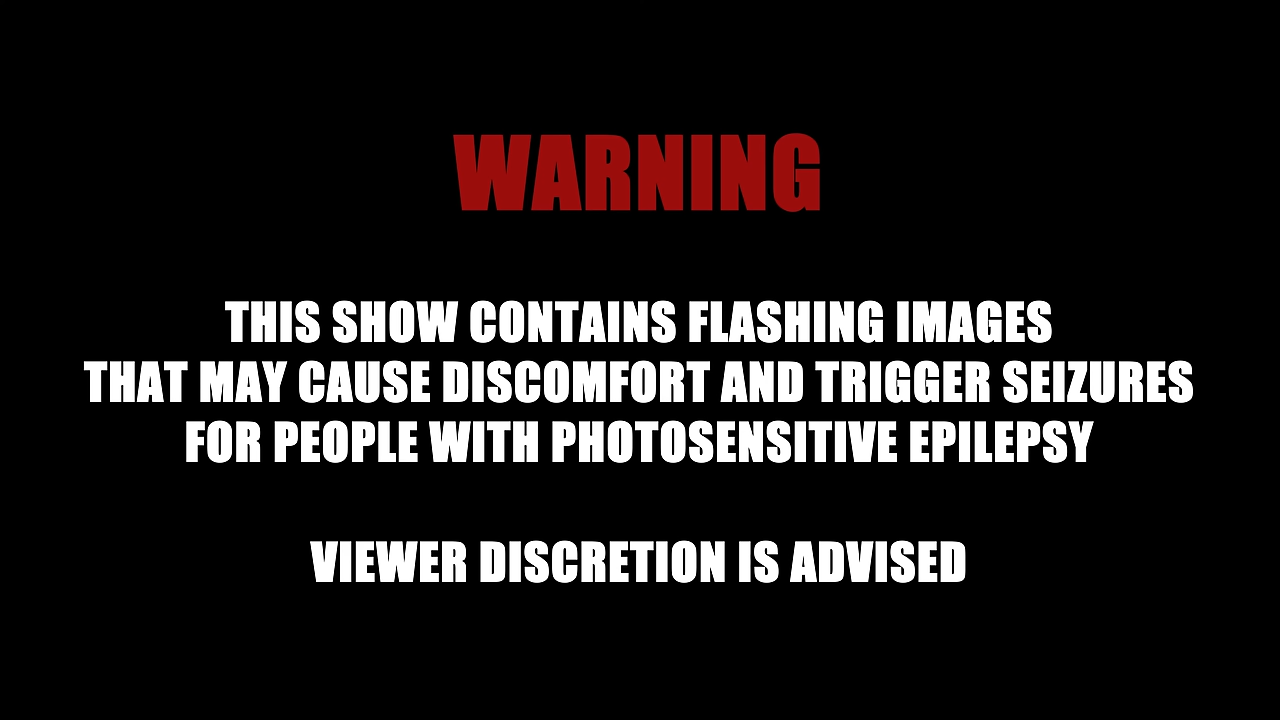 WARNING
THIS SHOW CONTAINS FLASHING IMAGES
THAT MAY CAUSE DISCOMFORT AND TRIGGER SEIZURES
FOR PEOPLE WITH PHOTOSENSITIVE EPILEPSY
VIEWER DISCRETION IS ADVISED